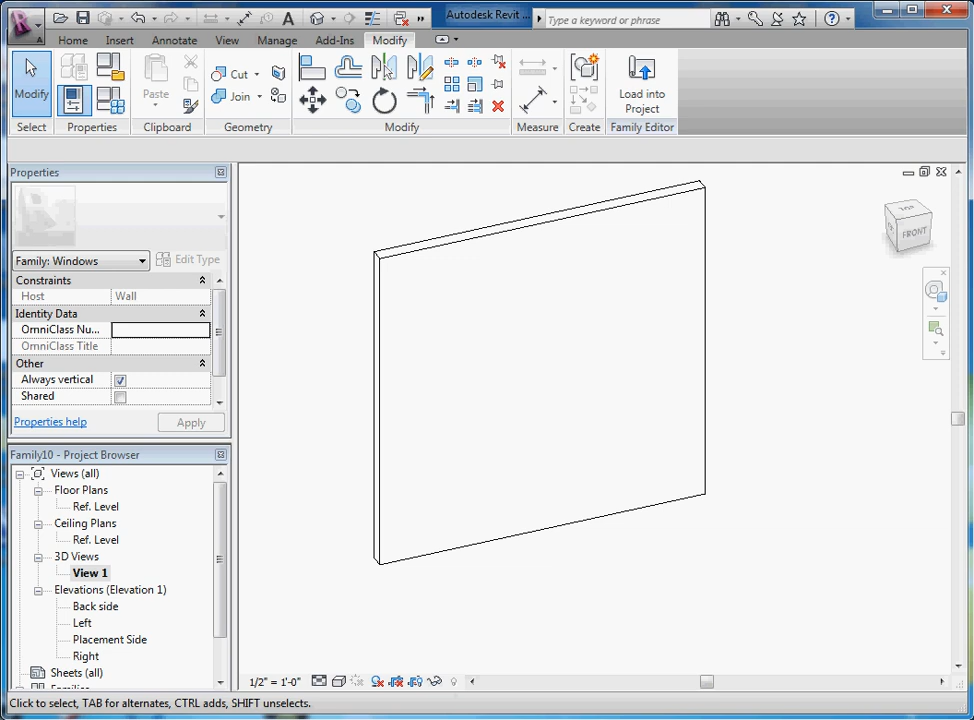 Autodesk Revit ...
Type a keyword or phrase
Home Insert Annotate View Manage Add-Ins Modify
Modify
Paste
Cut
Join
Load into
Project
Select Properties Clipboard Geometry Modify Measure Create Family Editor
Properties
Family: Windows
Edit Type
Constraints
Host Wall
Identity Data
OmniClass Nu...
OmniClass Title
Other
Always vertical
Shared
Properties help
Apply
Family10 - Project Browser
Views (all)
Floor Plans
Ref. Level
Ceiling Plans
Ref. Level
3D Views
View 1
Elevations (Elevation 1)
Back side
Left
Placement Side
Right
Sheets (all)
TOP
FRONT
1/2" = 1'-0"
Click to select, TAB for alternates, CTRL adds, SHIFT unselects.